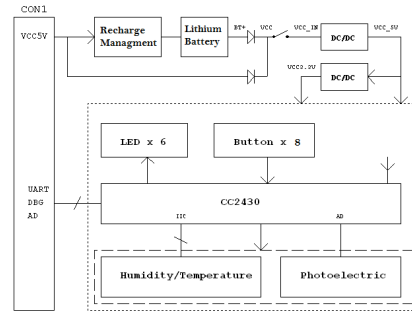 CON1
VCC5V
Recharge
Managment
Lithium
Battery
BT+
VCC
VCC_IN
DC/DC
VCC_5V
VCC3.3V
DC/DC
LED x 6
Button x 8
UART
DBG
AD
CC2430
IIC
AD
Humidity/Temperature
Photoelectric